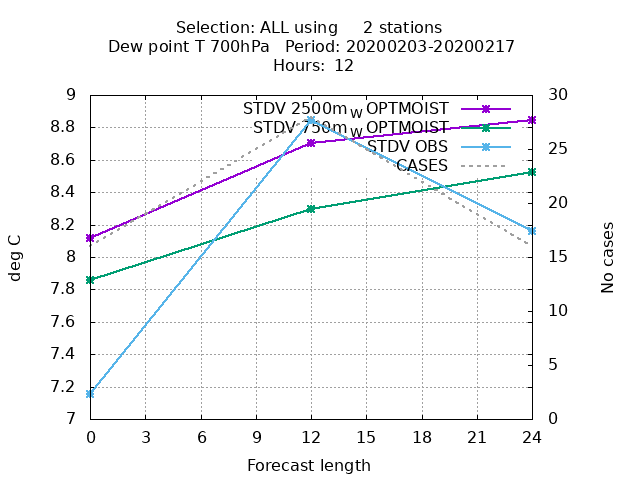 Selection: ALL using 2 stations
Dew point T 700hPa Period: 20200203-20200217
Hours: 12
STDV 2500m_W OPTMOIST
STDV 750m_W OPTMOIST
STDV OBS
CASES
9
8.8
8.6
8.4
8.2
8
7.8
7.6
7.4
7.2
7
deg C
30
25
20
15
10
5
0
No cases
0 3 6 9 12 15 18 21 24
Forecast length